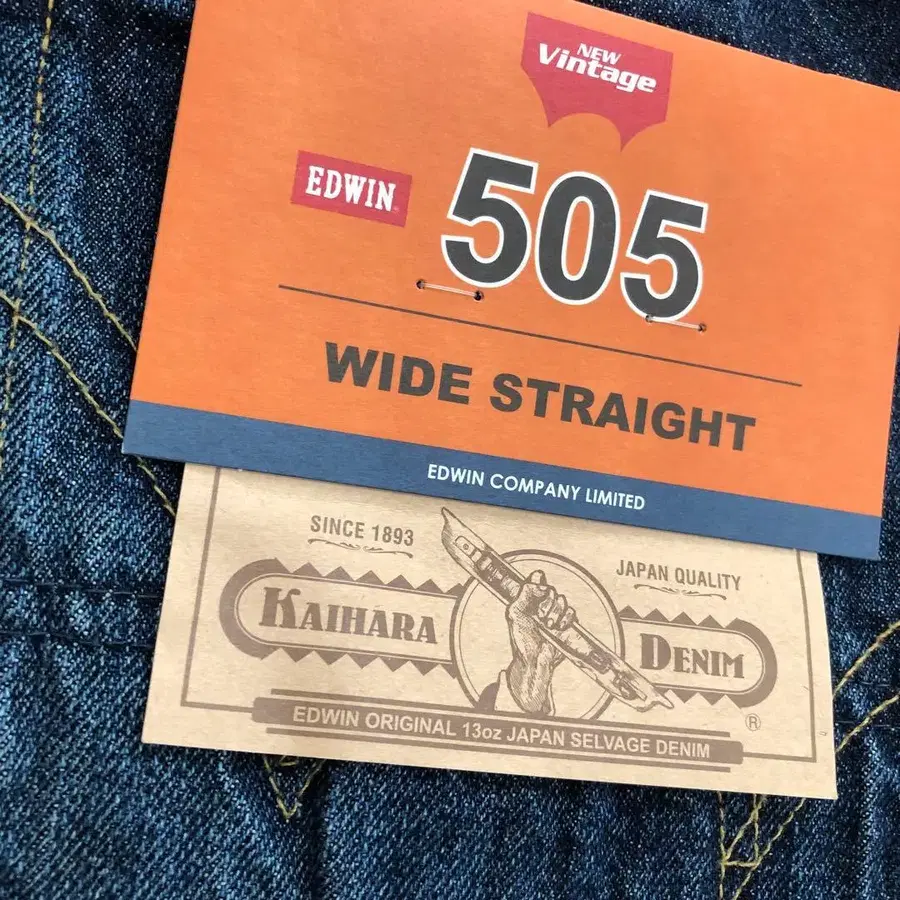 NEW
Vintage
EDWIN
505
WIDE STRAIGHT
EDWIN COMPANY LIMITED
SINCE 1893
JAPAN QUALITY
KAIHARA DENIM
®
EDWIN ORIGINAL 13oz JAPAN SELVAGE DENIM